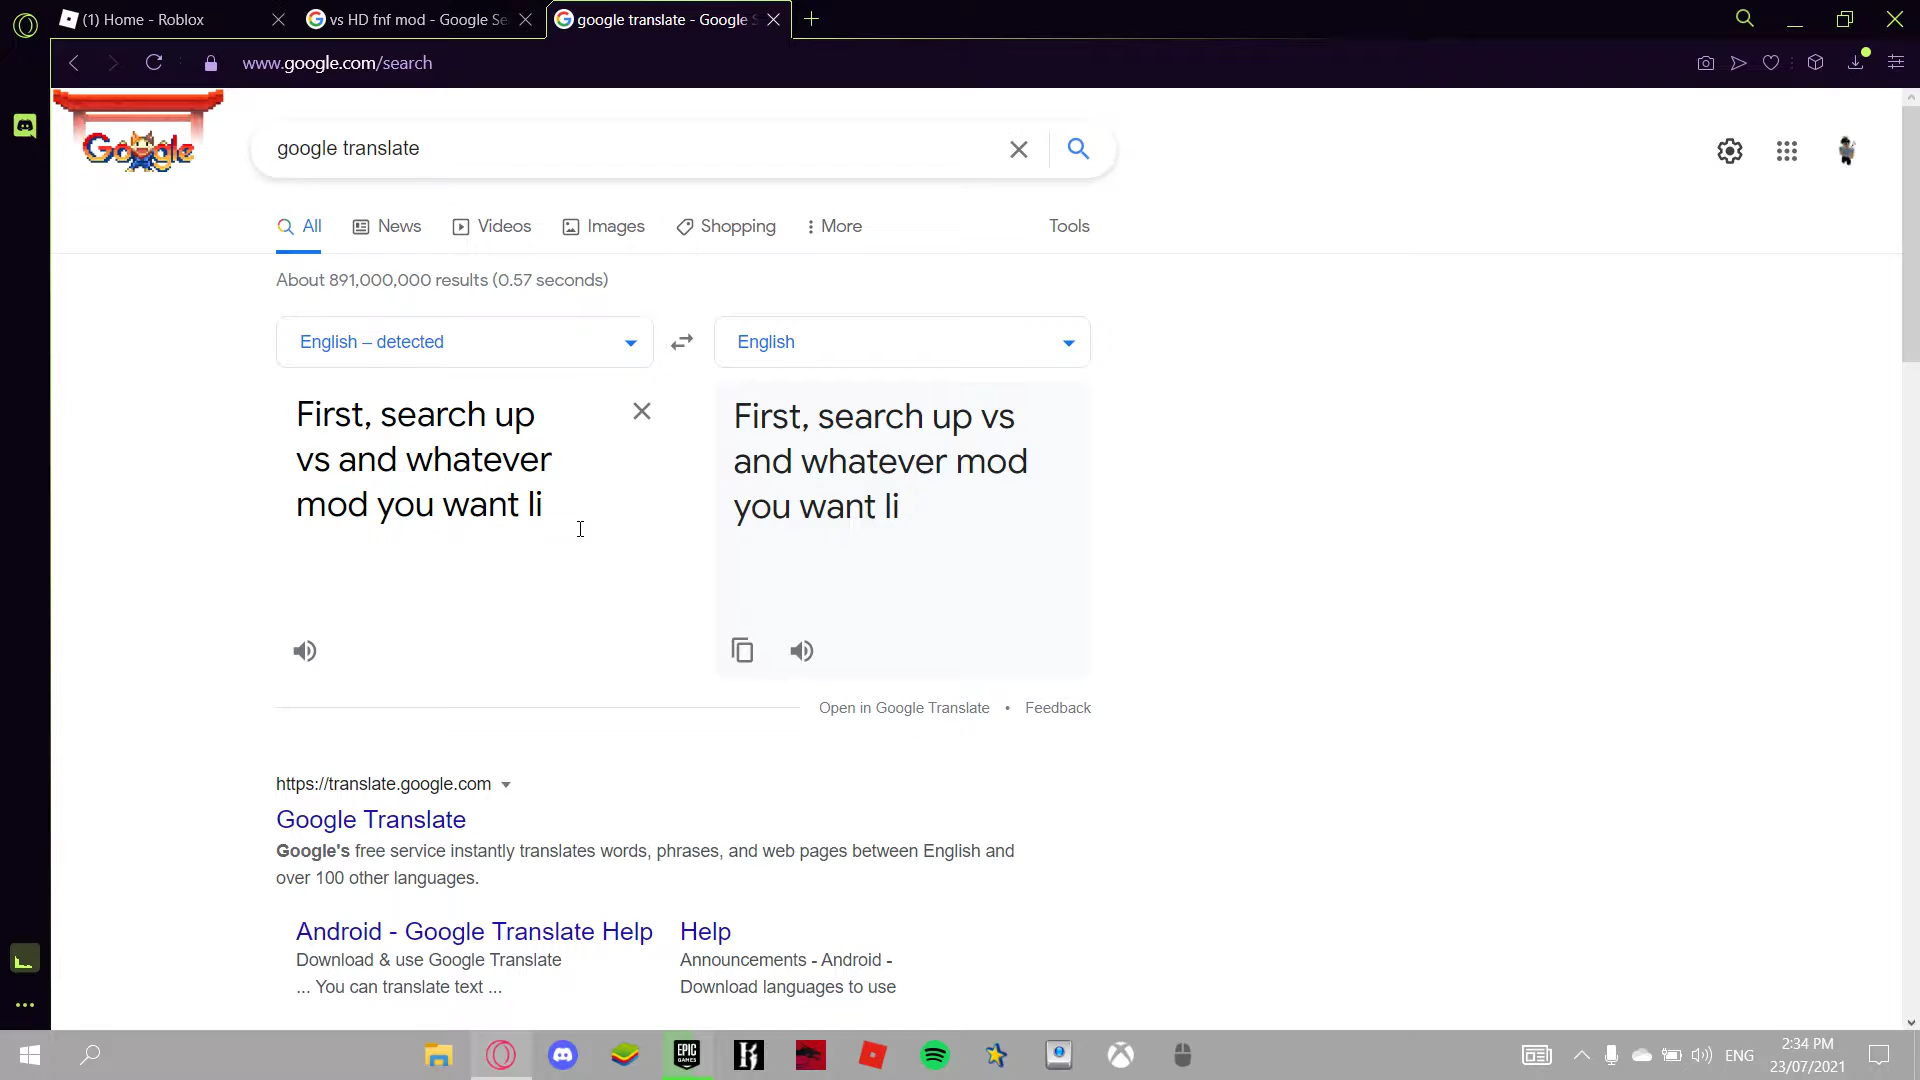 (1) Home - Roblox
vs HD fnf mod - Google Se
google translate - Google S
www.google.com/search
Google
google translate
All
News
Videos
Images
Shopping
More
Tools
About 891,000,000 results (0.57 seconds)
English – detected
English
First, search up
vs and whatever
mod you want li
First, search up vs
and whatever mod
you want li
Open in Google Translate • Feedback
https://translate.google.com
Google Translate
Google's free service instantly translates words, phrases, and web pages between English and
over 100 other languages.
Android - Google Translate Help
Download & use Google Translate
... You can translate text ...
Help
Announcements - Android -
Download languages to use
EPIC
GAMES
ENG
2:34 PM
23/07/2021